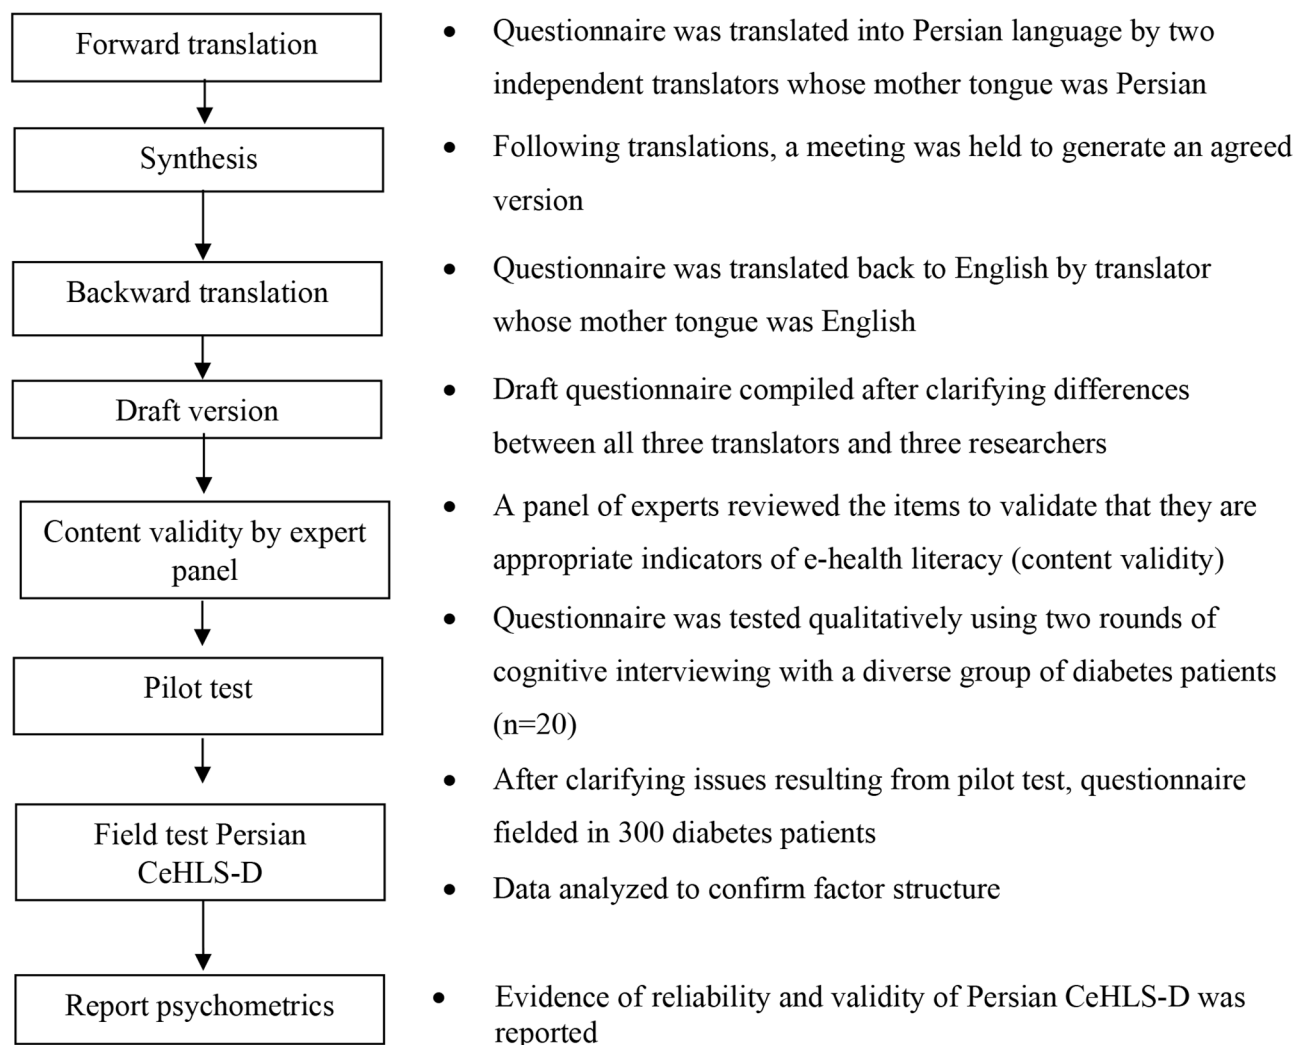 Forward translation
• Questionnaire was translated into Persian language by two
independent translators whose mother tongue was Persian
Synthesis
• Following translations, a meeting was held to generate an agreed
version
Backward translation
• Questionnaire was translated back to English by translator
whose mother tongue was English
Draft version
• Draft questionnaire compiled after clarifying differences
between all three translators and three researchers
Content validity by expert
panel
• A panel of experts reviewed the items to validate that they are
appropriate indicators of e-health literacy (content validity)
Pilot test
• Questionnaire was tested qualitatively using two rounds of
cognitive interviewing with a diverse group of diabetes patients
(n=20)
Field test Persian
CeHLS-D
• After clarifying issues resulting from pilot test, questionnaire
fielded in 300 diabetes patients
• Data analyzed to confirm factor structure
Report psychometrics
• Evidence of reliability and validity of Persian CeHLS-D was
reported